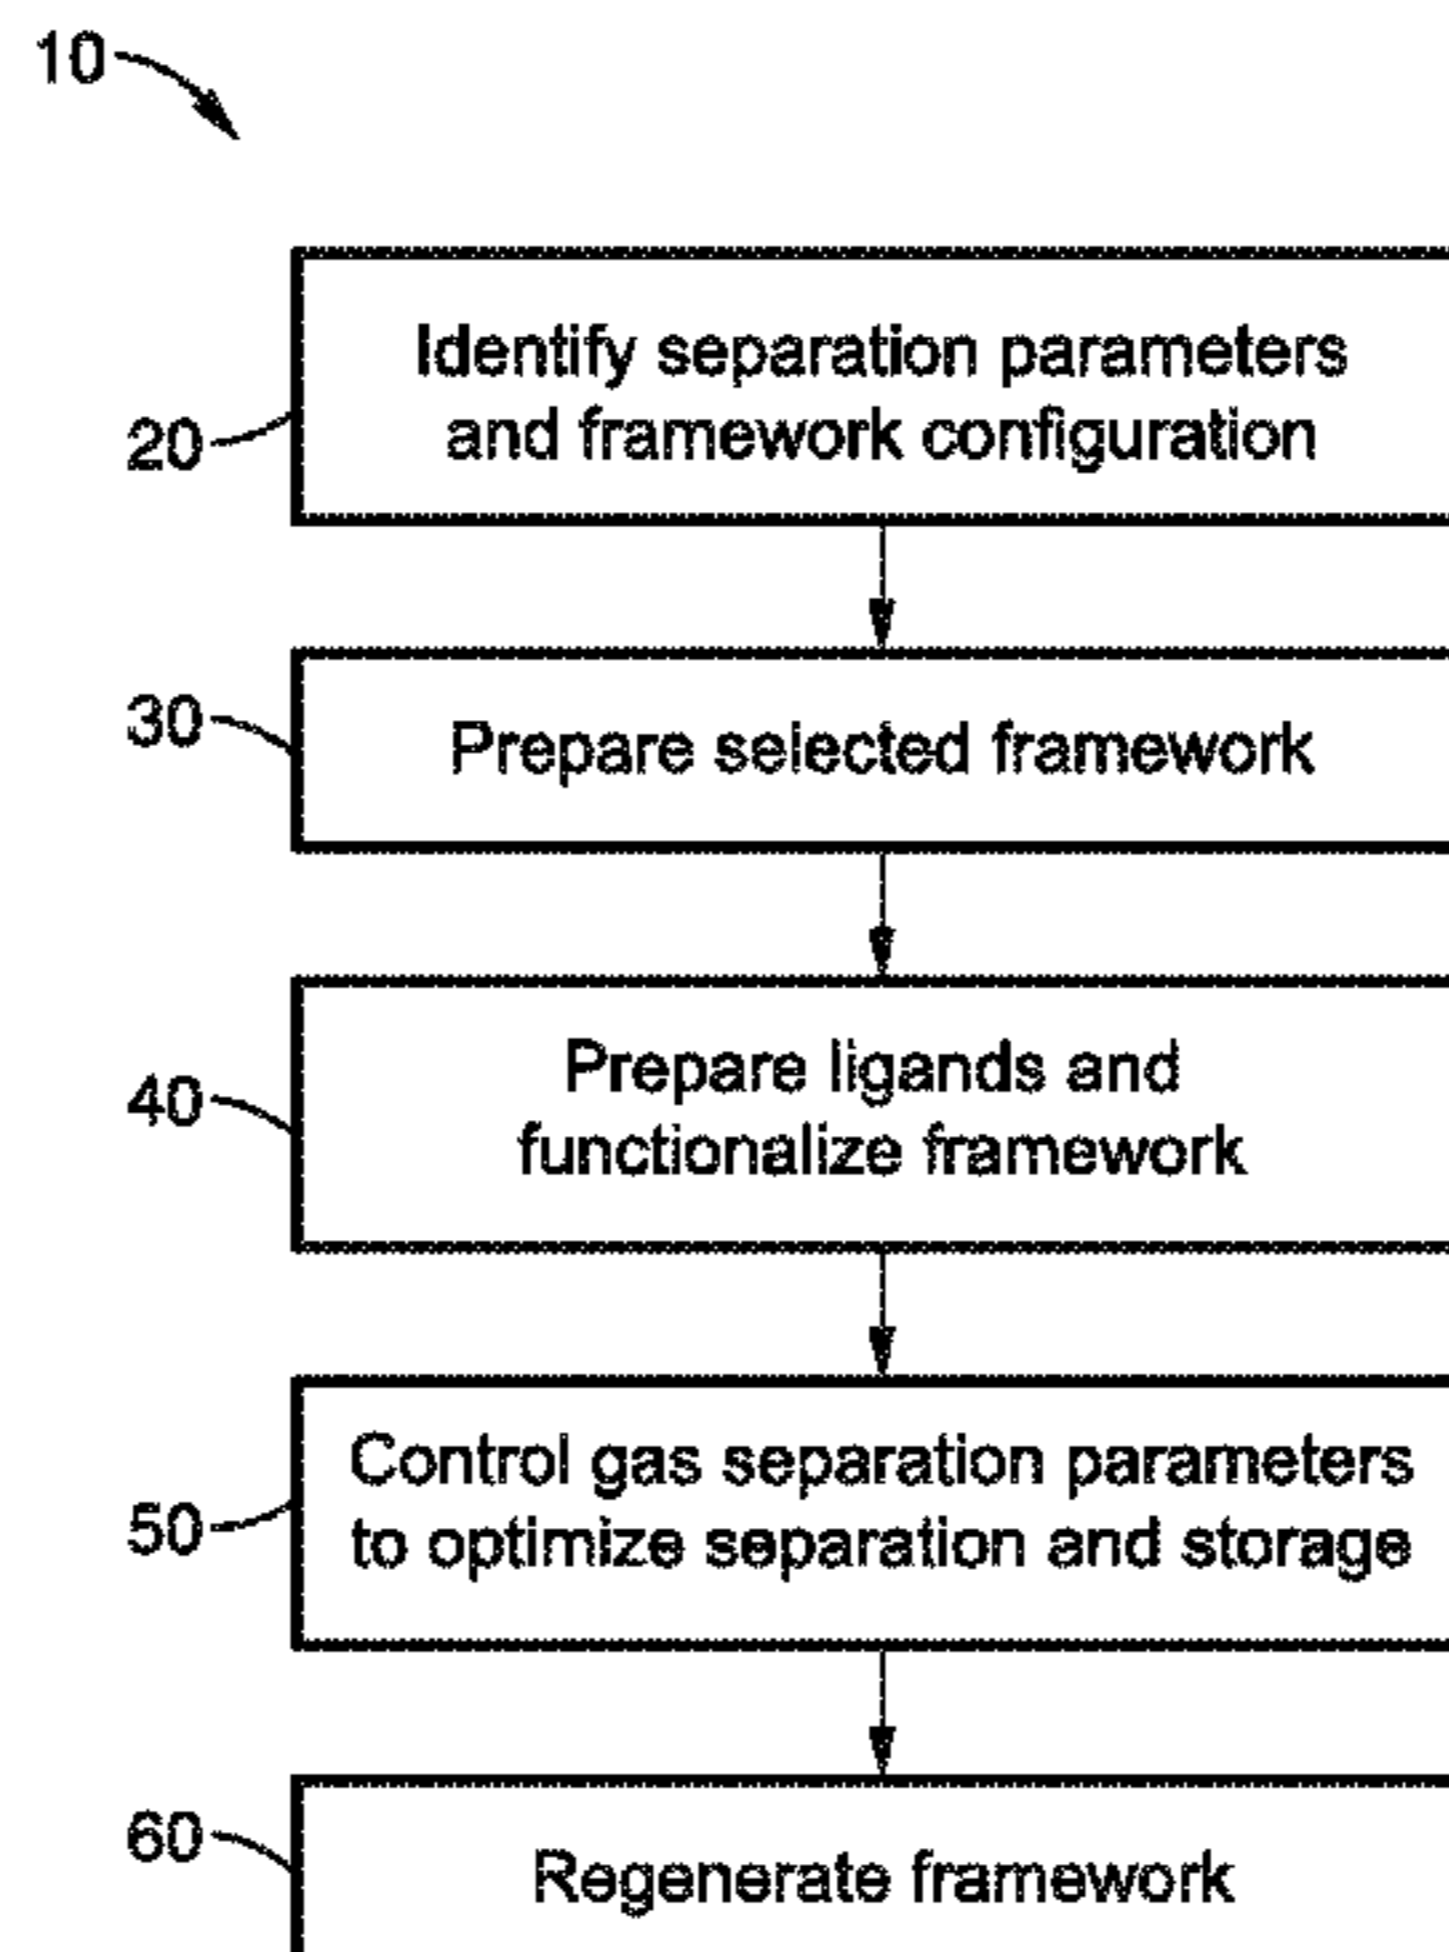 10
Identify separation parameters
and framework configuration
20
30
Prepare selected framework
Prepare ligands and
40
functionalize framework
Control gas separation parameters
50
to optimize separation and storage
60
Regenerate framework